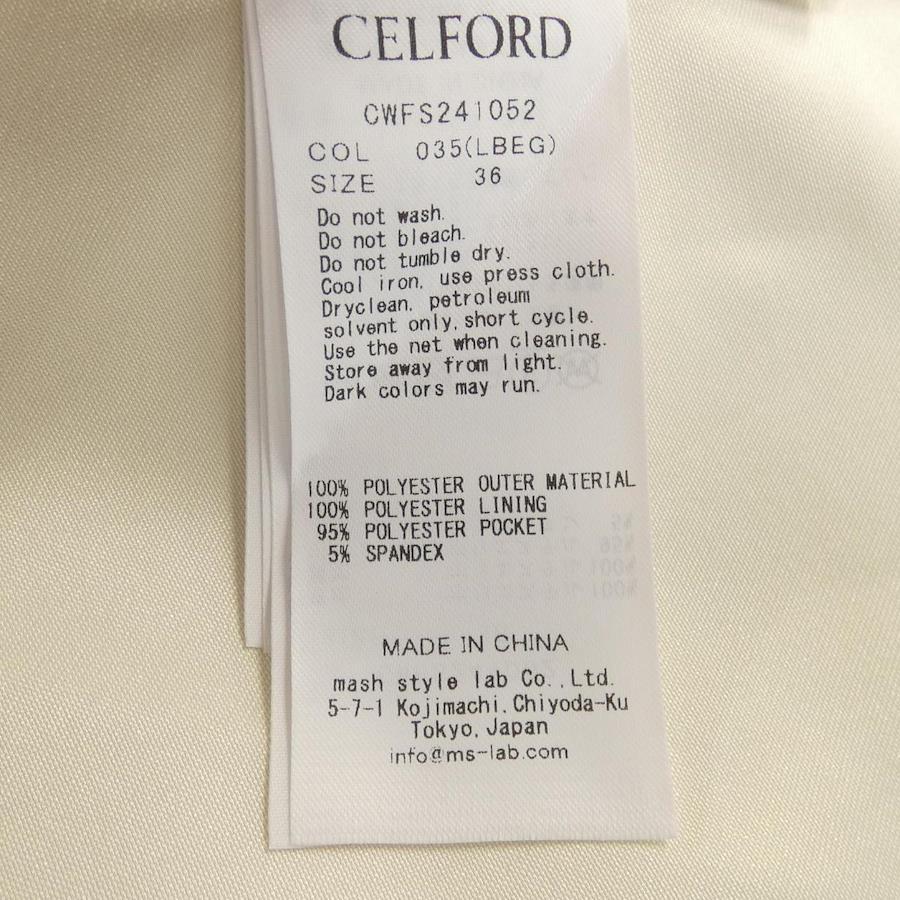 CELFORD
CWFS241052
COL 035(LBEG)
SIZE 36
Do not wash.
Do not bleach.
Do not tumble dry.
Cool iron, use press cloth.
Dryclean, petroleum
solvent only, short cycle.
Use the net when cleaning.
Store away from light.
Dark colors may run.
100% POLYESTER OUTER MATERIAL
100% POLYESTER LINING
95% POLYESTER POCKET
5% SPANDEX
MADE IN CHINA
mash style lab Co.,Ltd.
5-7-1 Kojimachi,Chiyoda-Ku
Tokyo,Japan
info@ms-lab.com